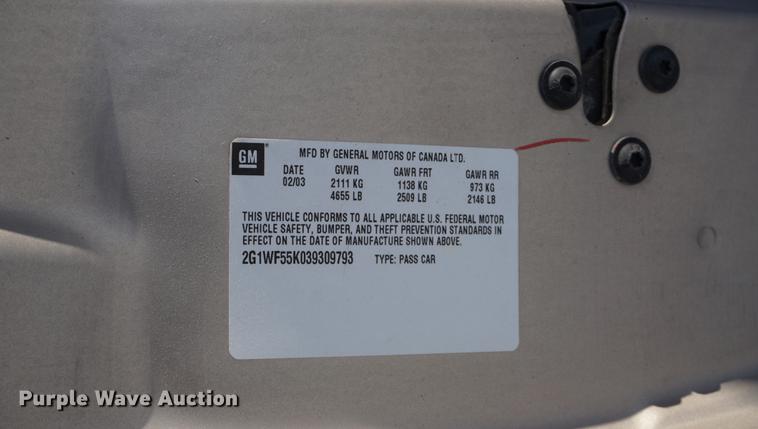 GM
MFD BY GENERAL MOTORS OF CANADA LTD.
DATE GVWR GAWR FRT GAWR RR
02/03 2111 KG 1138 KG 973 KG
4655 LB 2509 LB 2146 LB
THIS VEHICLE CONFORMS TO ALL APPLICABLE U.S. FEDERAL MOTOR
VEHICLE SAFETY, BUMPER, AND THEFT PREVENTION STANDARDS IN
EFFECT ON THE DATE OF MANUFACTURE SHOWN ABOVE.
2G1WF55K039309793 TYPE: PASS CAR
Purple Wave Auction